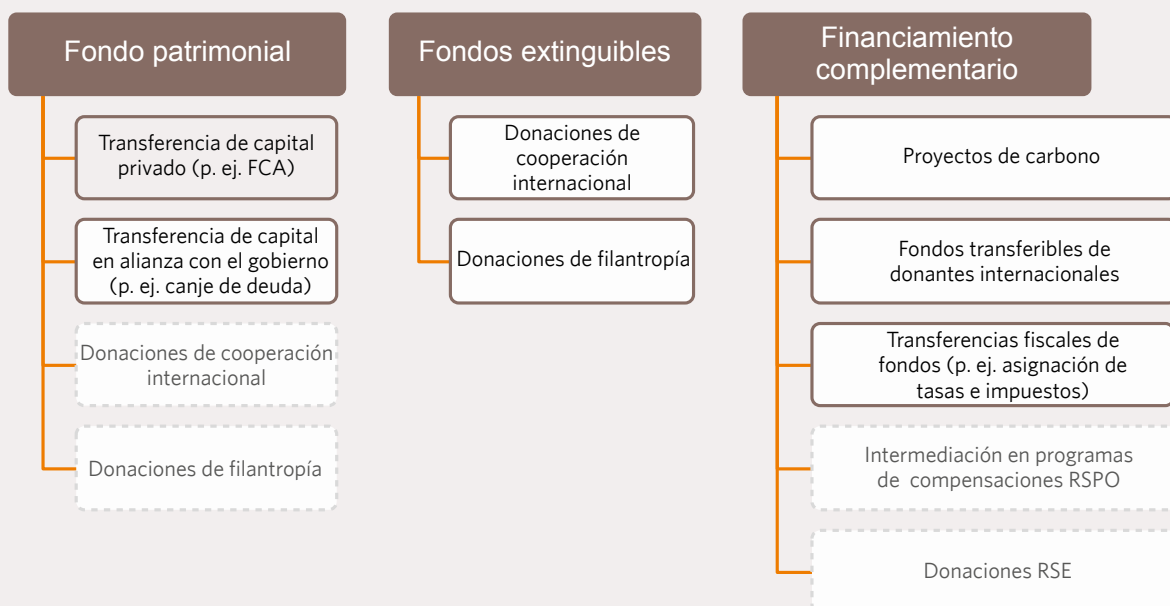 Fondo patrimonial
Transferencia de capital
privado (p. ej. FCA)
Transferencia de capital
en alianza con el gobierno
(p. ej. canje de deuda)
Donaciones de cooperación
internacional
Donaciones de filantropía
Fondos extinguibles
Donaciones de
cooperación
internacional
Donaciones de filantropía
Financiamiento
complementario
Proyectos de carbono
Fondos transferibles de
donantes internacionales
Transferencias fiscales de
fondos (p. ej. asignación de
tasas e impuestos)
Intermediación en programas
de compensaciones RSPO
Donaciones RSE